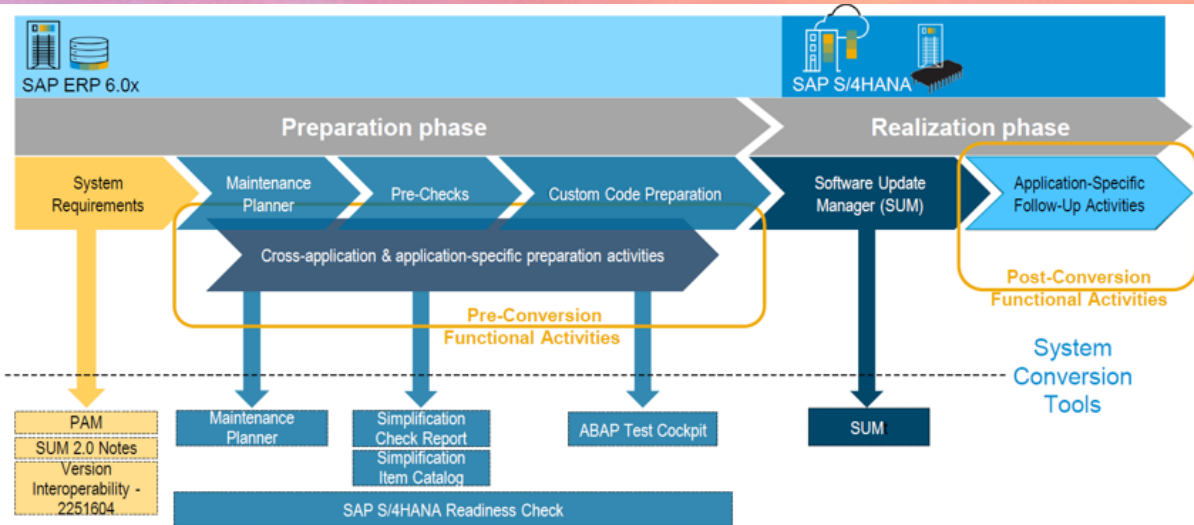 SAP ERP 6.0x
SAP S/4HANA
Preparation phase
Realization phase
System
Requirements
Maintenance
Planner
Pre-Checks
Custom Code Preparation
Software Update
Manager (SUM)
Application-Specific
Follow-Up Activities
Cross-application & application-specific preparation activities
Pre-Conversion
Functional Activities
Post-Conversion
Functional Activities
System
Conversion
Tools
PAM
SUM 2.0 Notes
Version
Interoperability -
2251604
Maintenance
Planner
Simplification
Check Report
Simplification
Item Catalog
ABAP Test Cockpit
SUM
SAP S/4HANA Readiness Check